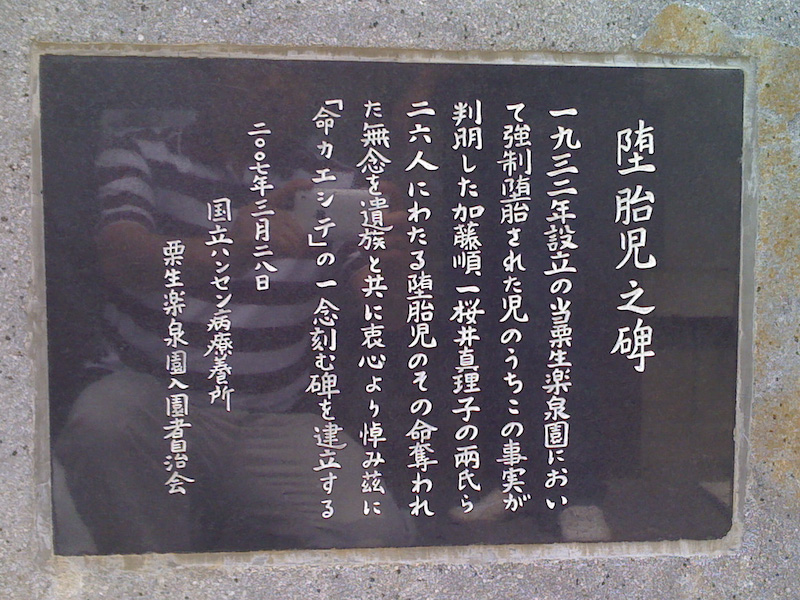 堕胎児之碑
一九三二年設立の当栗生楽泉園におい
て強制堕胎された児のうちこの事実が
判明した加藤順一桜井真理子の両氏ら
二六人にわたる堕胎児のその命奪われ
た無念を遺族と共に衷心より悼み茲に
「命カエシテ」の一念刻む碑を建立する
二〇〇七年三月二八日
国立ハンセン病療養所
栗生楽泉園入園者自治会